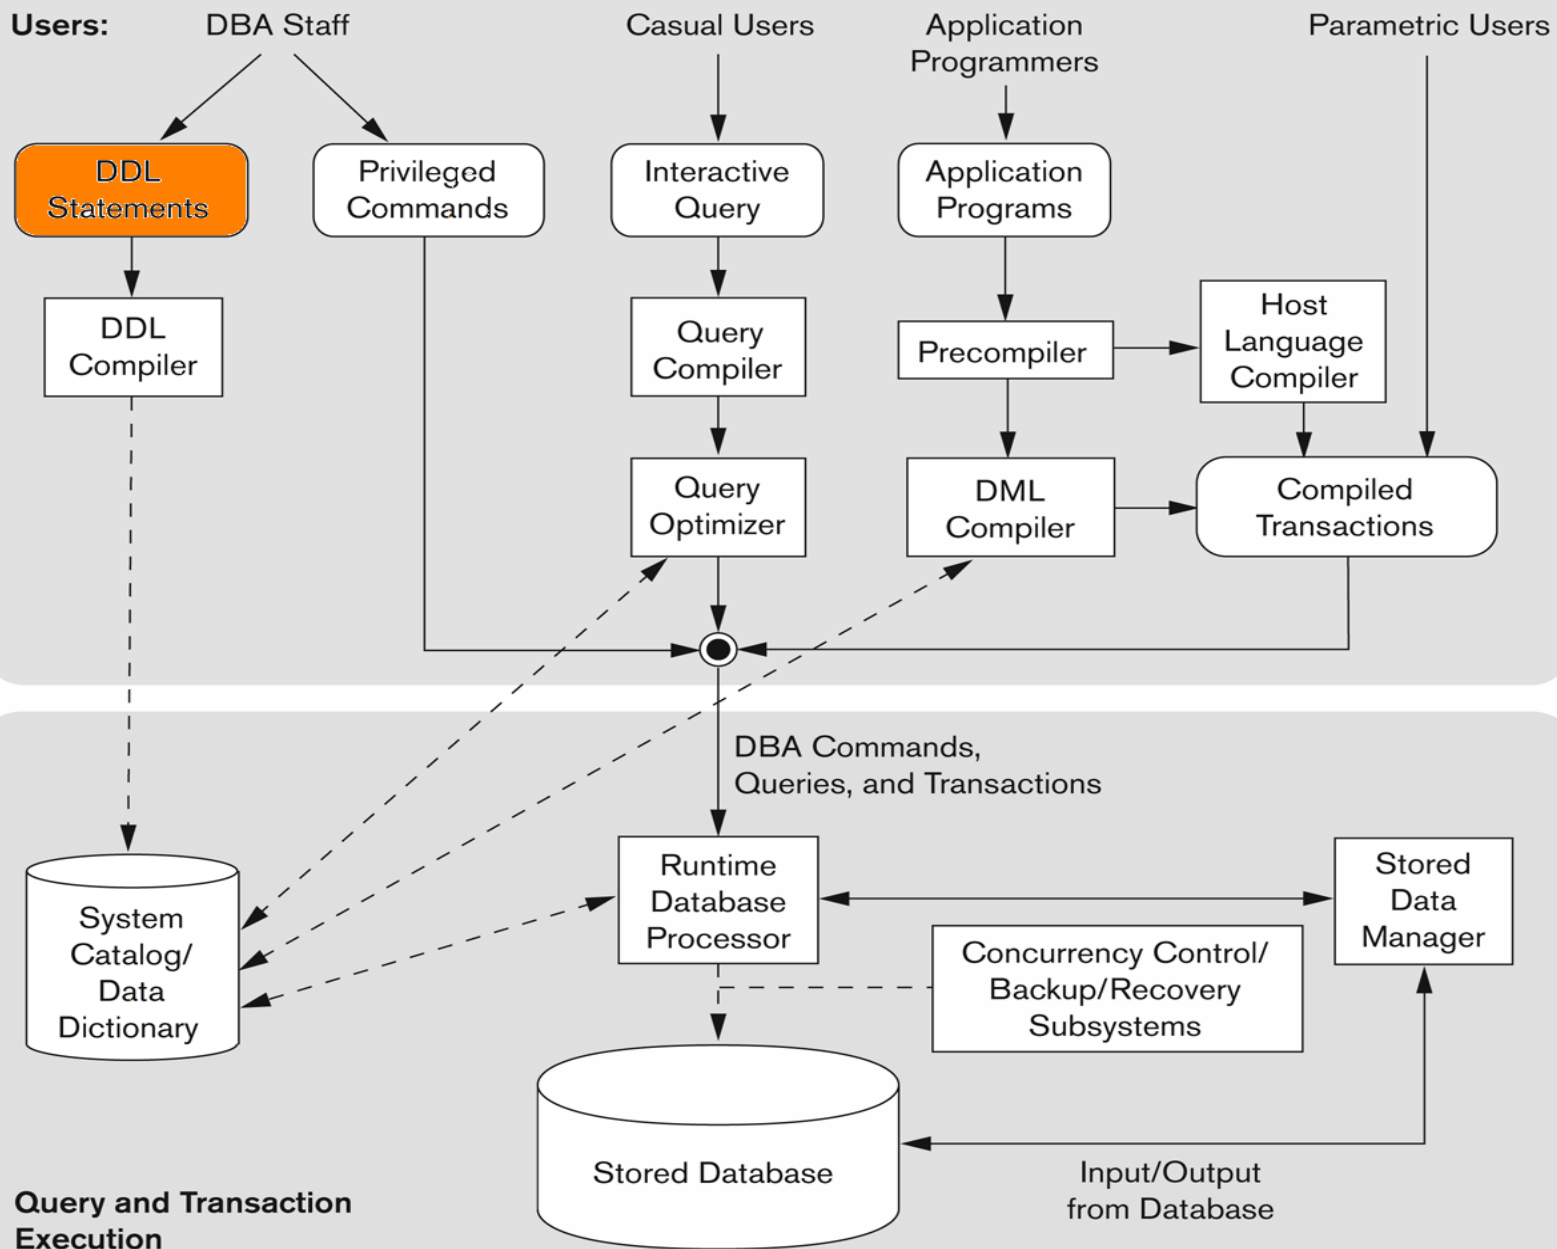 Users:
DBA Staff
Casual Users
Application
Programmers
Parametric Users
DDL
Statements
Privileged
Commands
Interactive
Query
Application
Programs
DDL
Compiler
Query
Compiler
Precompiler
Host
Language
Compiler
Query
Optimizer
DML
Compiler
Compiled
Transactions
DBA Commands,
Queries, and Transactions
System
Catalog/
Data
Dictionary
Runtime
Database
Processor
Stored
Data
Manager
Concurrency Control/
Backup/Recovery
Subsystems
Stored Database
Input/Output
from Database
Query and Transaction
Execution